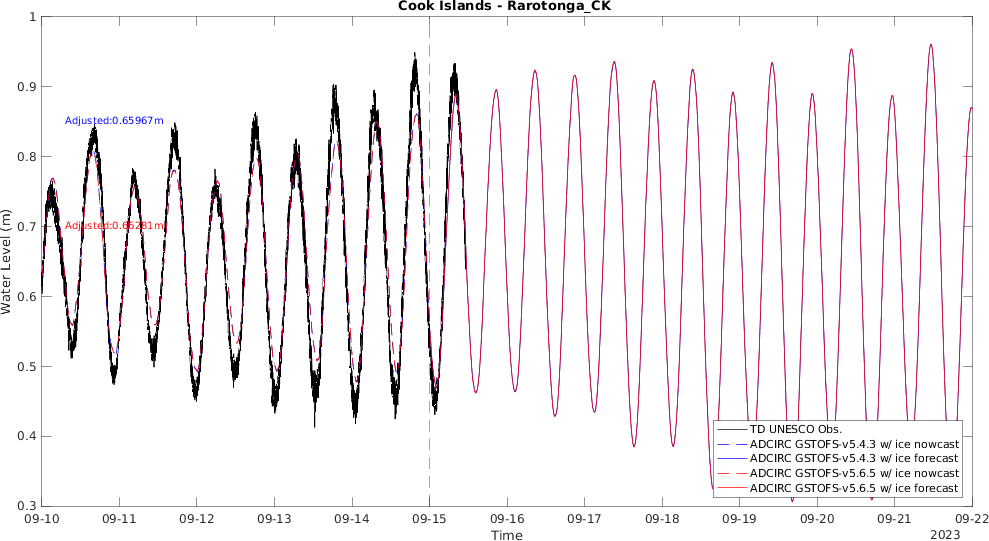 Cook Islands - Rarotonga_CK
1
0.9
0.8
0.7
0.6
0.5
0.4
0.3
Water Level (m)
Adjusted:0.65967m
Adjusted:0.66281m
TD UNESCO Obs.
ADCIRC GSTOFS-v5.4.3 w/ ice nowcast
ADCIRC GSTOFS-v5.4.3 w/ ice forecast
ADCIRC GSTOFS-v5.6.5 w/ ice nowcast
ADCIRC GSTOFS-v5.6.5 w/ ice forecast
09-10 09-11 09-12 09-13 09-14 09-15 09-16 09-17 09-18 09-19 09-20 09-21 09-22
Time
2023